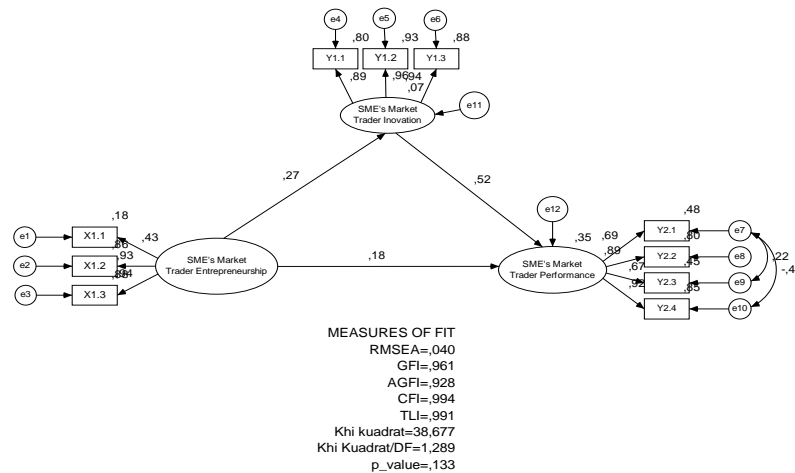 e4
e5
e6
,80
,93
,88
Y1.1
Y1.2
Y1.3
,89
,96
,94
,07
SME's Market
Trader Inovation
e11
,27
,52
e12
,18
,48
e1
X1.1
,43
,35
,69
Y2.1
e7
,80
,93
,89
e2
X1.2
SME's Market
Trader Entrepreneurship
,18
SME's Market
Trader Performance
Y2.2
e8
,22
,45
,67
-,4
e3
X1.3
Y2.3
e9
,92
,85
Y2.4
e10
MEASURES OF FIT
RMSEA=,040
GFI=,961
AGFI=,928
CFI=,994
TLI=,991
Khi kuadrat=38,677
Khi Kuadrat/DF=1,289
p_value=,133